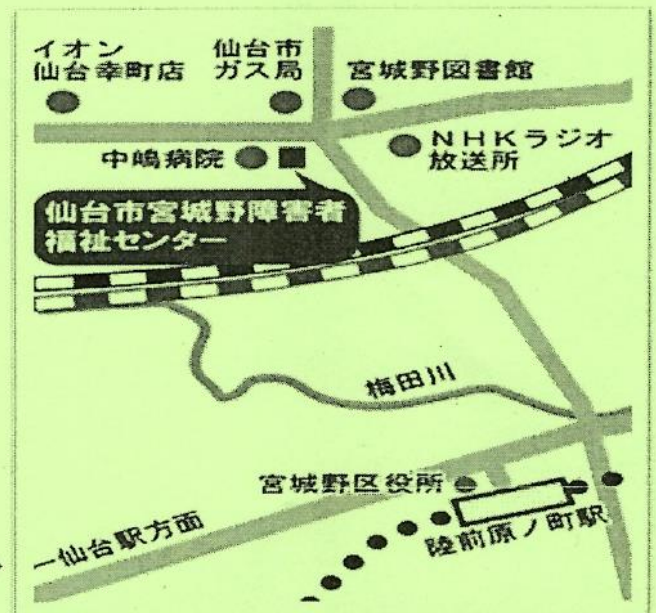 イオン
仙台幸町店
仙台市
ガス局
宮城野図書館
中嶋病院
NHKラジオ
放送所
仙台市宮城野障害者
福祉センター
梅田川
宮城野区役所
陸前原ノ町駅
仙台駅方面